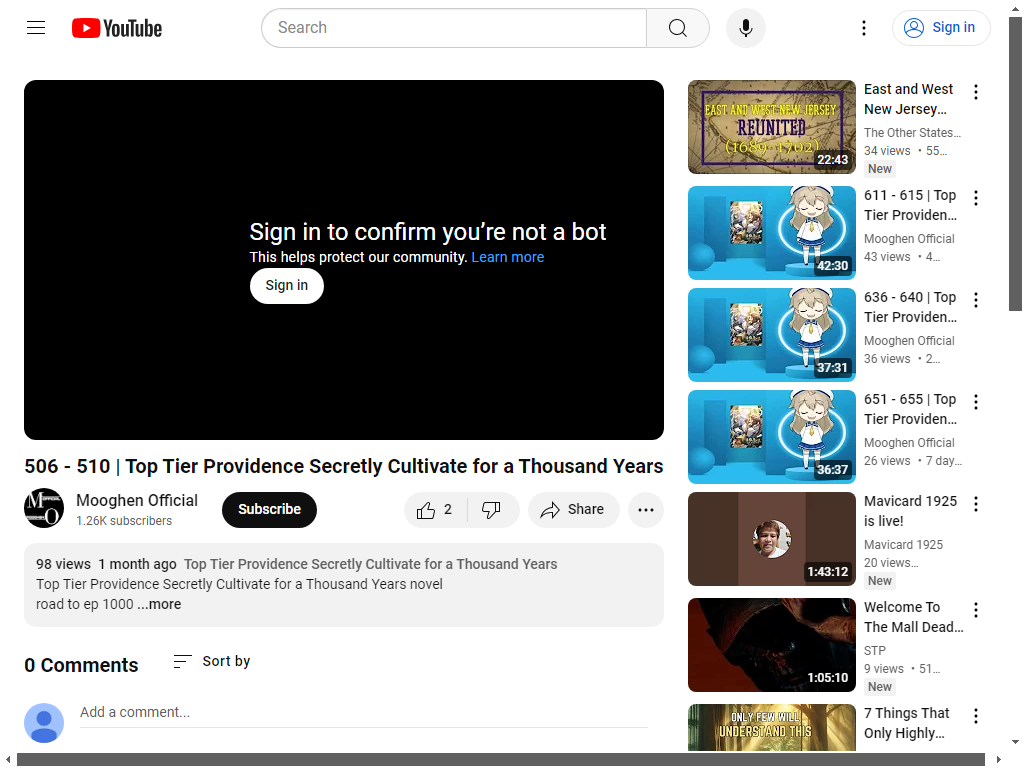 YouTube
Search
Sign in
Sign in to confirm you’re not a bot
This helps protect our community. Learn more
Sign in
506 - 510 | Top Tier Providence Secretly Cultivate for a Thousand Years
Mooghen Official
1.26K subscribers
Subscribe
2
Share
98 views 1 month ago Top Tier Providence Secretly Cultivate for a Thousand Years
Top Tier Providence Secretly Cultivate for a Thousand Years novel
road to ep 1000 ...more
0 Comments
Sort by
Add a comment...
EAST AND WEST NEW JERSEY
REUNITED
(1689-1702)
22:43
East and West
New Jersey…
The Other States…
34 views • 55…
New
42:30
611 - 615 | Top
Tier Providen…
Mooghen Official
43 views • 4…
37:31
636 - 640 | Top
Tier Providen…
Mooghen Official
36 views • 2…
36:37
651 - 655 | Top
Tier Providen…
Mooghen Official
26 views • 7 day…
1:43:12
Mavicard 1925
is live!
Mavicard 1925
20 views…
New
1:05:10
Welcome To
The Mall Dead…
STP
9 views • 51…
New
ONLY FEW WILL
UNDERSTAND THIS
7 Things That
Only Highly…